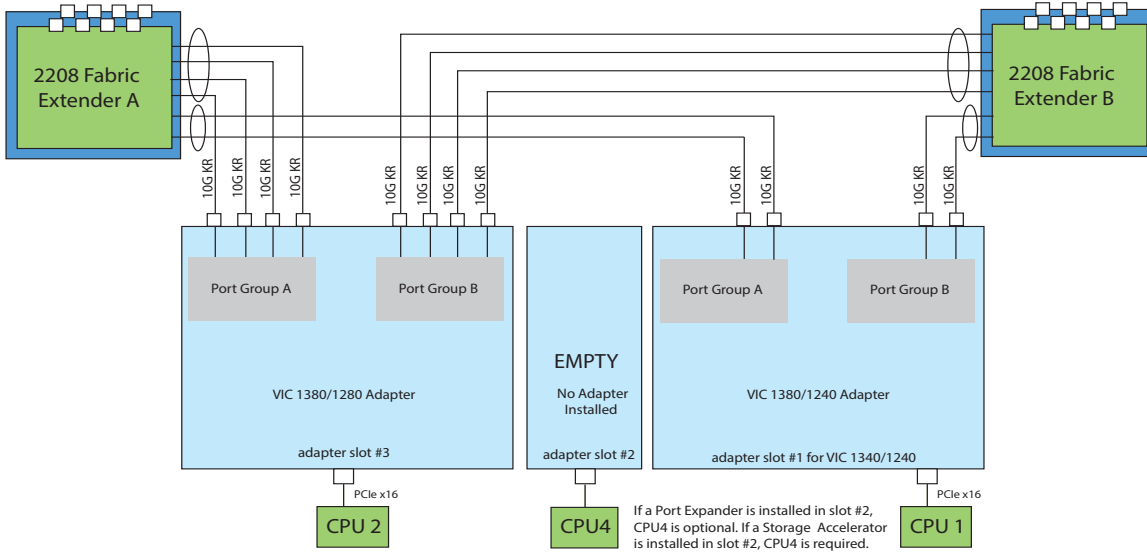 2208 Fabric
Extender A
2208 Fabric
Extender B
10G KR
10G KR
10G KR
10G KR
10G KR
10G KR
10G KR
10G KR
10G KR
10G KR
10G KR
10G KR
Port Group A
Port Group B
Port Group A
Port Group B
EMPTY
No Adapter
Installed
VIC 1380/1280 Adapter
VIC 1380/1240 Adapter
adapter slot #3
adapter slot #2
adapter slot #1 for VIC 1340/1240
PCIe x16
PCIe x16
CPU 2
CPU4
If a Port Expander is installed in slot #2,
CPU4 is optional. If a Storage Accelerator
is installed in slot #2, CPU4 is required.
CPU 1